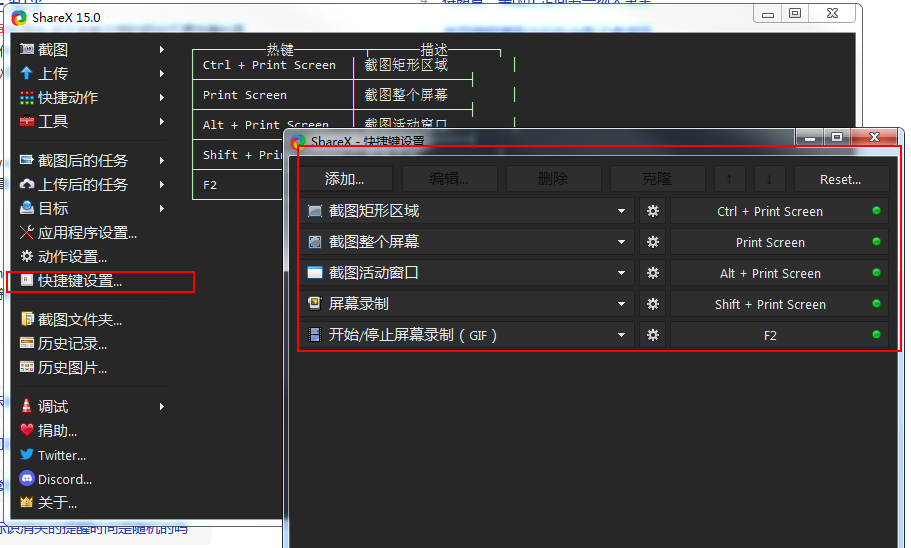 ShareX 15.0
截图
上传
快捷动作
工具
截图后的任务
上传后的任务
目标
应用程序设置...
动作设置...
快捷键设置...
截图文件夹...
历史记录...
历史图片...
调试
捐助...
Twitter...
Discord...
关于...
热键 描述
Ctrl + Print Screen 截图矩形区域
Print Screen 截图整个屏幕
Alt + Print Screen 截图活动窗口
Shift + Prin
F2
ShareX - 快捷键设置
添加... 编辑... 删除 克隆 ↑ ↓ Reset...
截图矩形区域 Ctrl + Print Screen
截图整个屏幕 Print Screen
截图活动窗口 Alt + Print Screen
屏幕录制 Shift + Print Screen
开始/停止屏幕录制（GIF） F2
标识消失的提醒时间是随机的吗